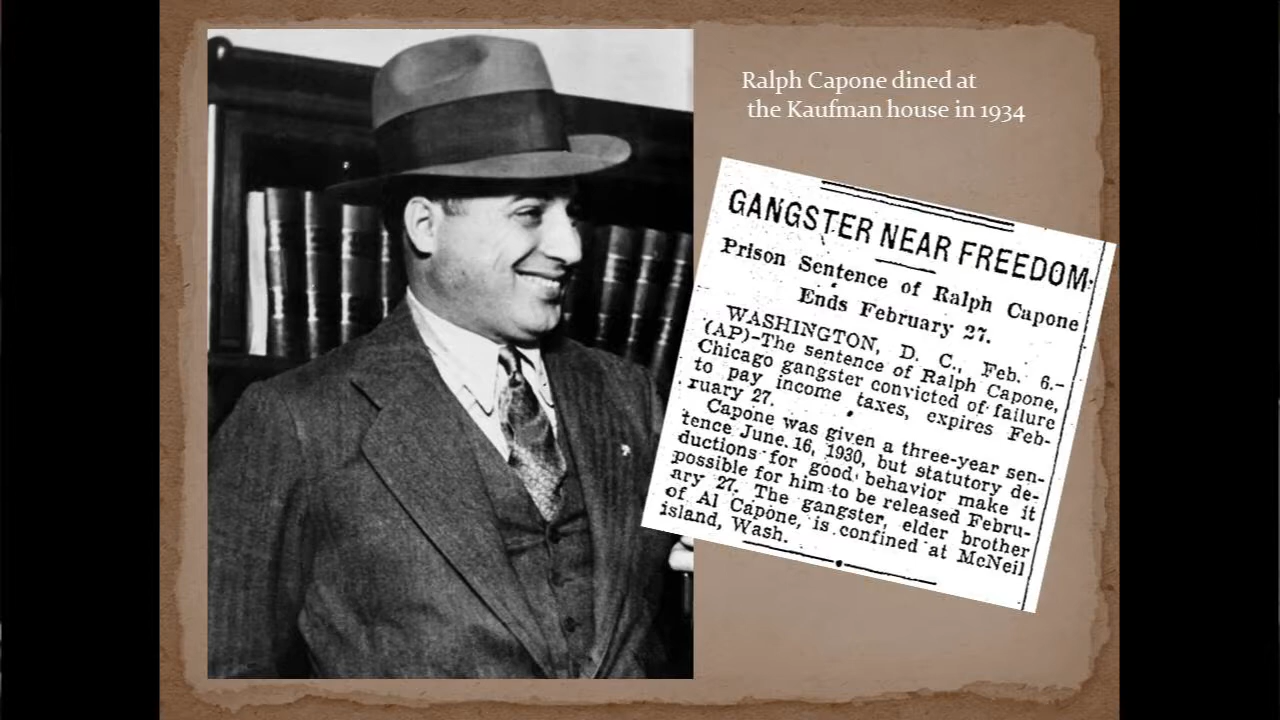 Ralph Capone dined at
the Kaufman house in 1934
GANGSTER NEAR FREEDOM.
Prison Sentence of Ralph Capone
Ends February 27.
WASHINGTON, D. C., Feb. 6.–
(AP)–The sentence of Ralph Capone,
Chicago gangster convicted of failure
to pay income taxes, expires Feb-
ruary 27.
Capone was given a three-year sen-
tence June 16, 1930, but statutory de-
ductions for good behavior make it
possible for him to be released Febru-
ary 27. The gangster, elder brother
of Al Capone, is confined at McNeil
island, Wash.